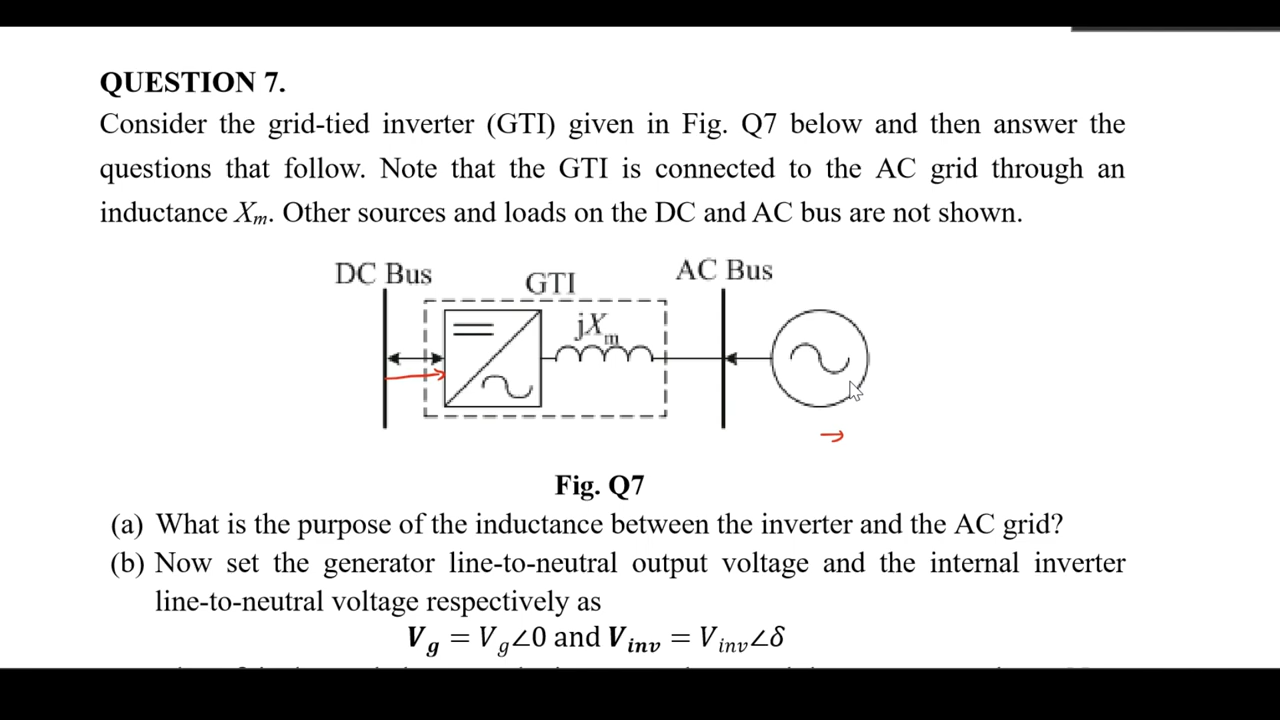 QUESTION 7.
Consider the grid-tied inverter (GTI) given in Fig. Q7 below and then answer the
questions that follow. Note that the GTI is connected to the AC grid through an
inductance Xₘ. Other sources and loads on the DC and AC bus are not shown.
DC Bus
GTI
AC Bus
jXₘ
Fig. Q7
(a) What is the purpose of the inductance between the inverter and the AC grid?
(b) Now set the generator line-to-neutral output voltage and the internal inverter
line-to-neutral voltage respectively as
V_g = V_g∠0 and V_inv = V_inv∠δ